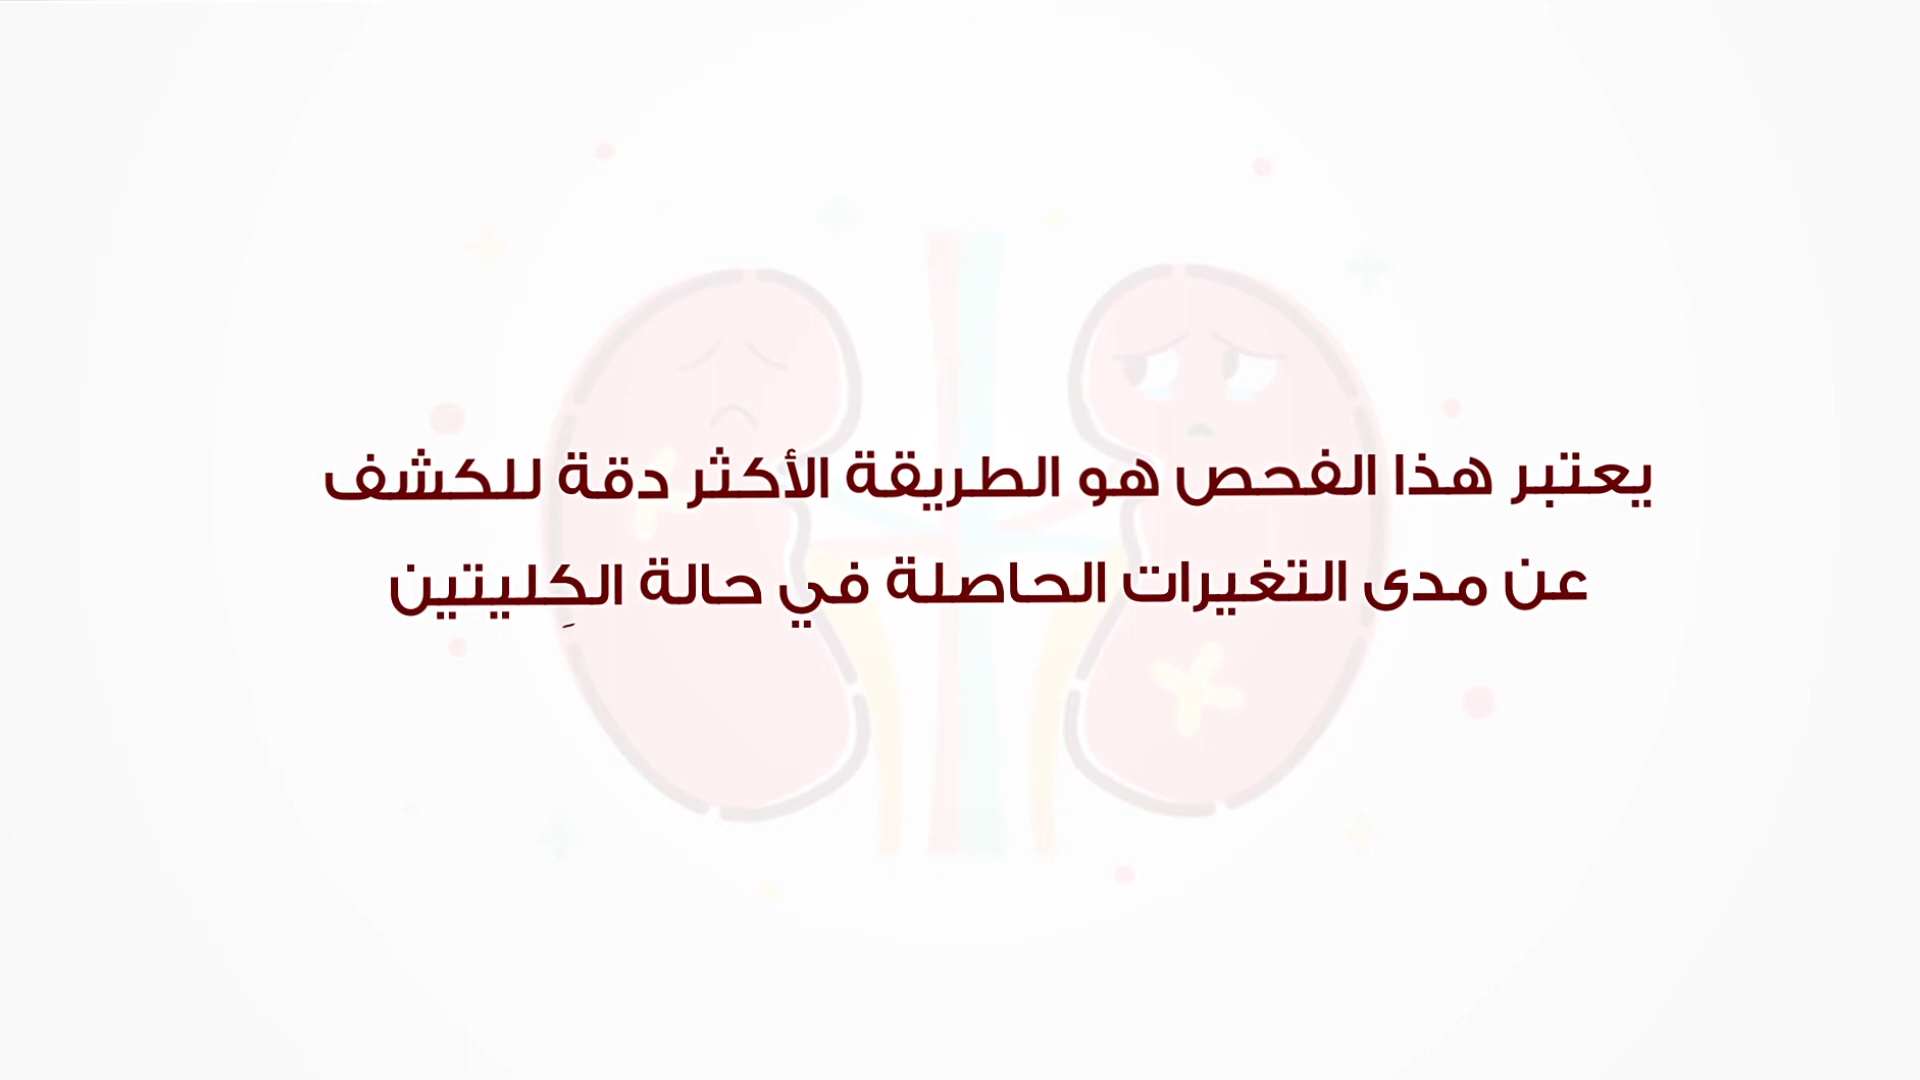 يعتبر هذا الفحص هو الطريقة الأكثر دقة للكشف
عن مدى التغيرات الحاصلة في حالة الكِليتين